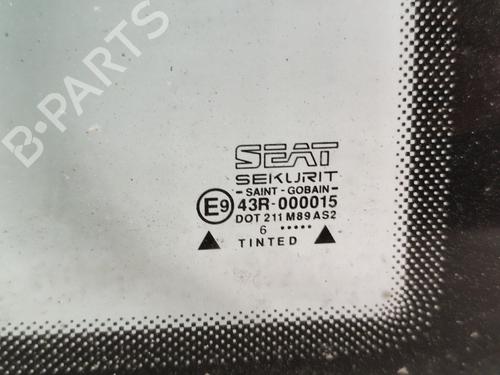 B-PARTS
SEAT
SEKURIT
SAINT - GOBAIN
E9 43R-000015
DOT 211 M89 AS2
6 •••••
TINTED